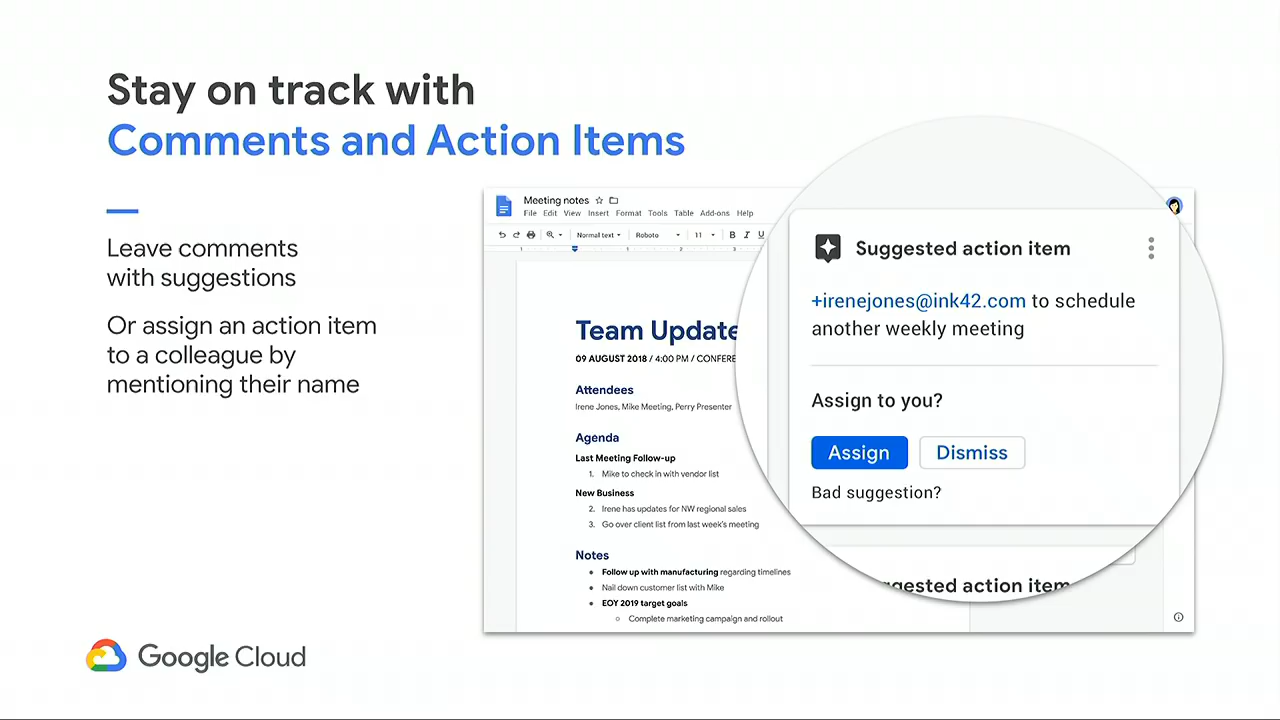 Stay on track with
Comments and Action Items
Leave comments
with suggestions
Or assign an action item
to a colleague by
mentioning their name
Meeting notes
File Edit View Insert Format Tools Table Add-ons Help
Normal text Roboto 11 B I U
1 1 2 3
Team Update
09 AUGUST 2018 / 4:00 PM / CONFERE
Attendees
Irene Jones, Mike Meeting, Perry Presenter
Agenda
Last Meeting Follow-up
1. Mike to check in with vendor list
New Business
2. Irene has updates for NW regional sales
3. Go over client list from last week's meeting
Notes
● Follow up with manufacturing regarding timelines
● Nail down customer list with Mike
● EOY 2019 target goals
○ Complete marketing campaign and rollout
Suggested action item
+irenejones@ink42.com to schedule
another weekly meeting
Assign to you?
Assign Dismiss
Bad suggestion?
gested action item
Google Cloud